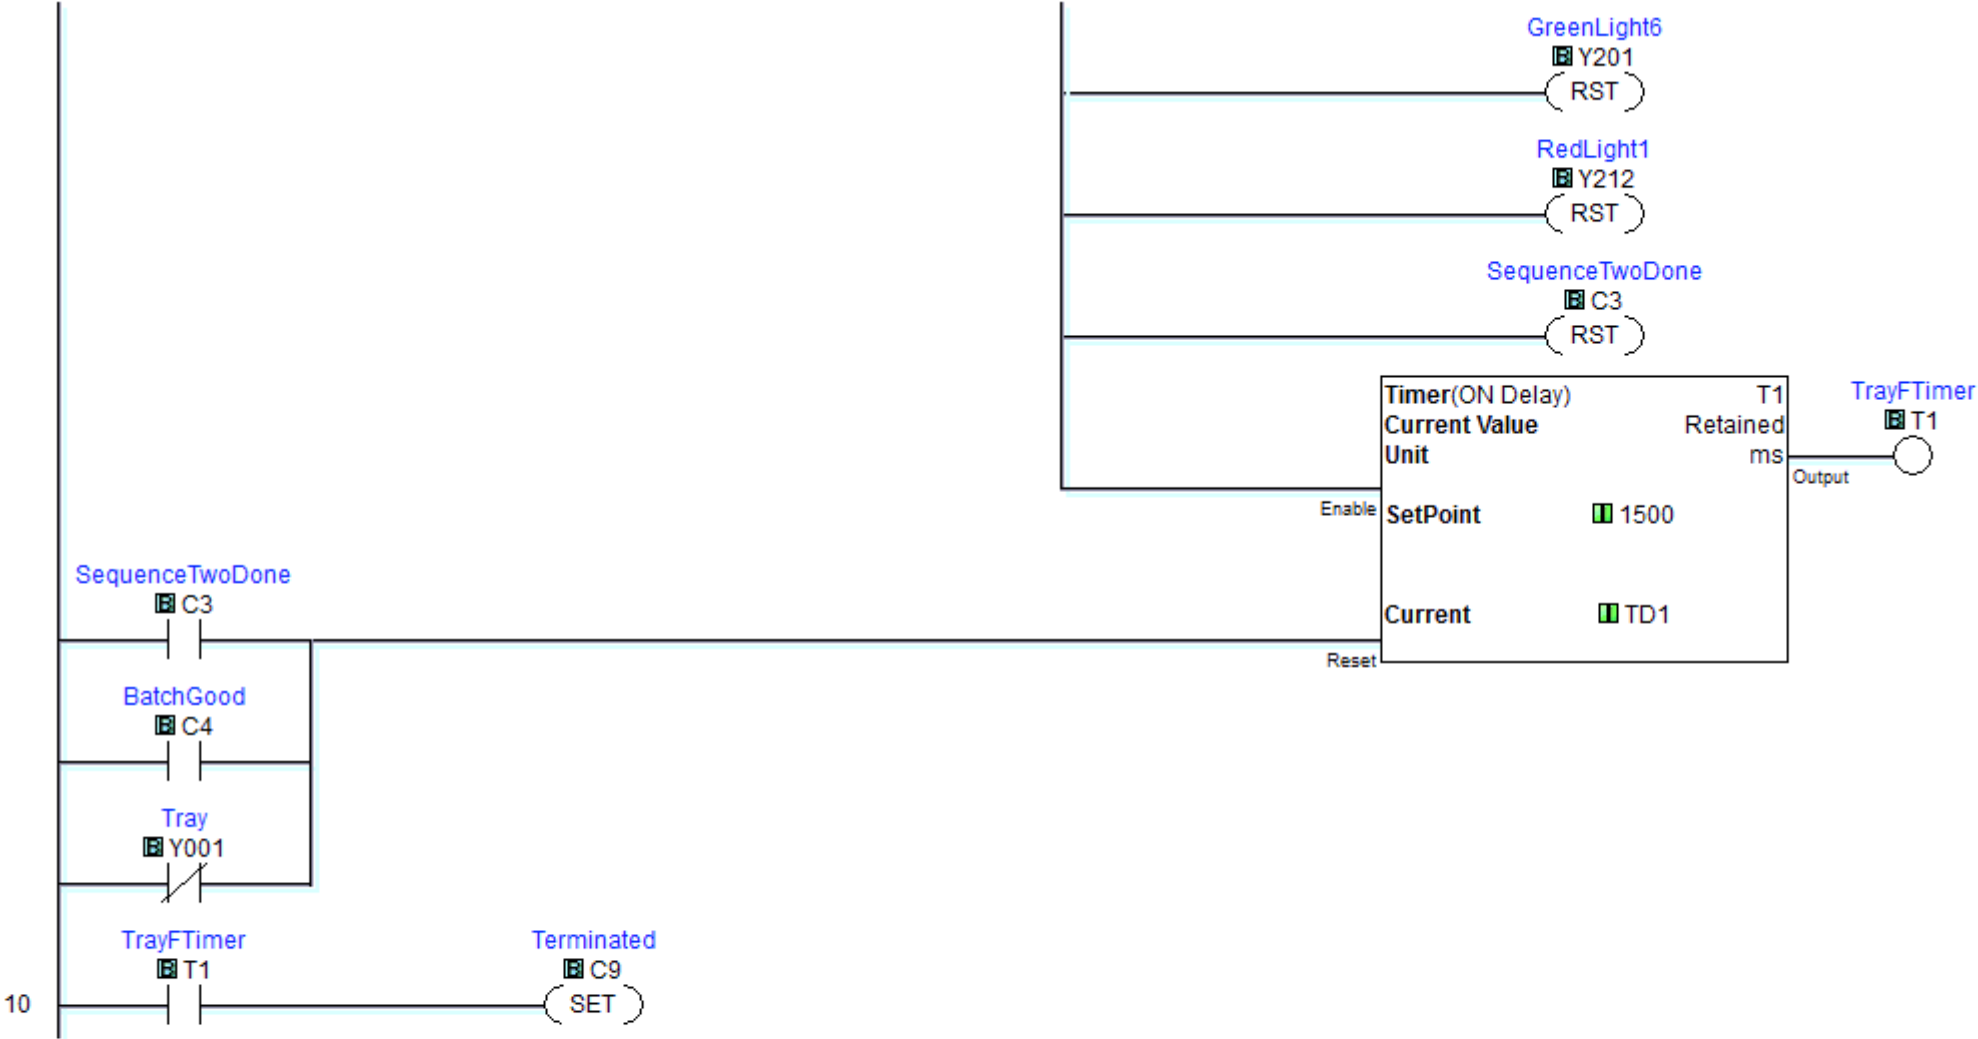 GreenLight6
B Y201
RST
RedLight1
B Y212
RST
SequenceTwoDone
B C3
RST
Timer(ON Delay) T1
Current Value Retained
Unit ms
Enable
SetPoint 1500
Current TD1
Reset
Output
TrayFTimer
B T1
SequenceTwoDone
B C3
BatchGood
B C4
Tray
B Y001
TrayFTimer
B T1
10
Terminated
B C9
SET